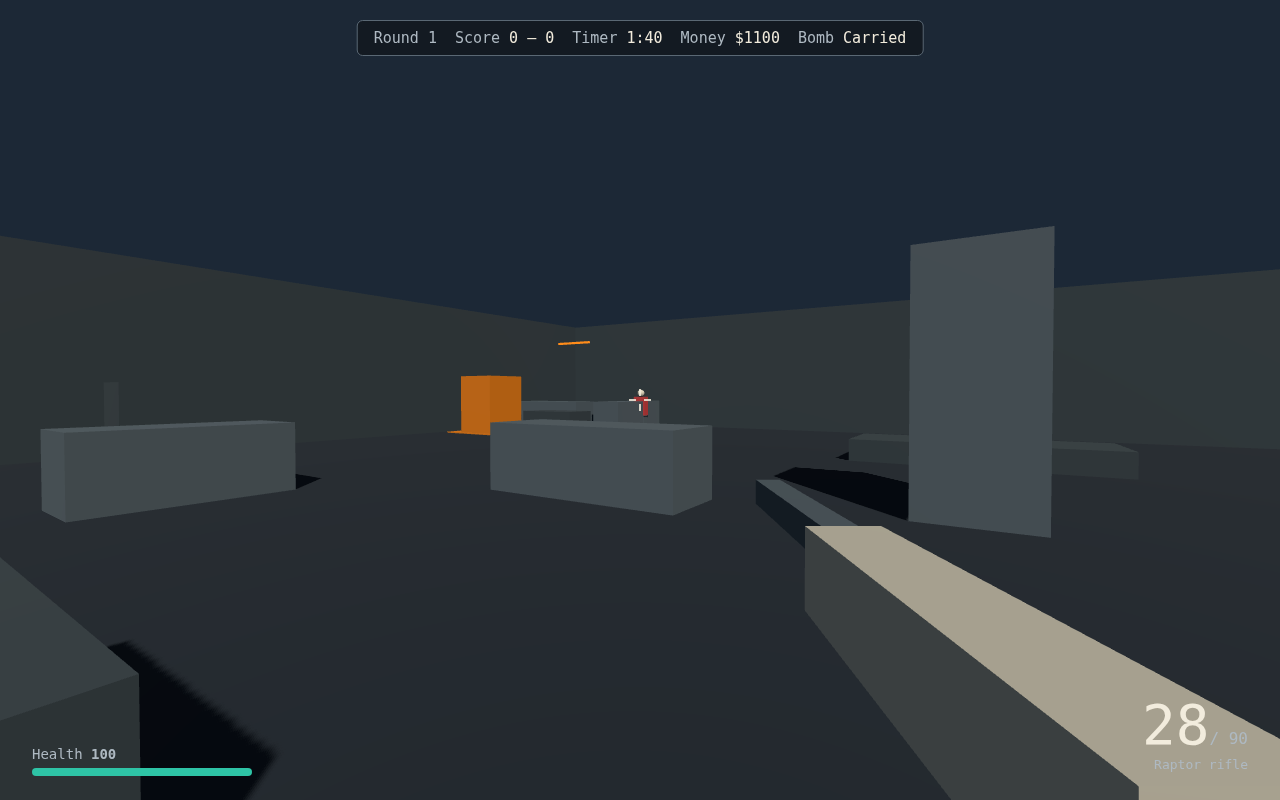 Round 1 Score 0 — 0 Timer 1:40 Money $1100 Bomb Carried
Health 100
28 / 90
Raptor rifle